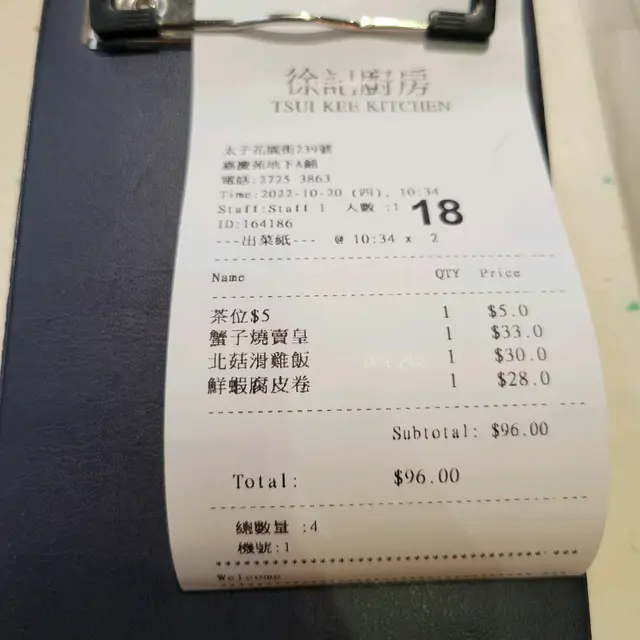 徐記廚房
TSUI KEE KITCHEN
太子花園街239號
嘉慶苑地下A鋪
電話:2725 3863
Time:2022-10-20 (四), 10:34
Staff:Staff 1 人數 :1 18
ID:164186
---出菜紙--- @ 10:34 x 2
Name QTY Price
茶位$5 1 $5.0
蟹子燒賣皇 1 $33.0
北菇滑雞飯 1 $30.0
鮮蝦腐皮卷 1 $28.0
Subtotal: $96.00
Total: $96.00
總數量 :4
機號:1
Welcome